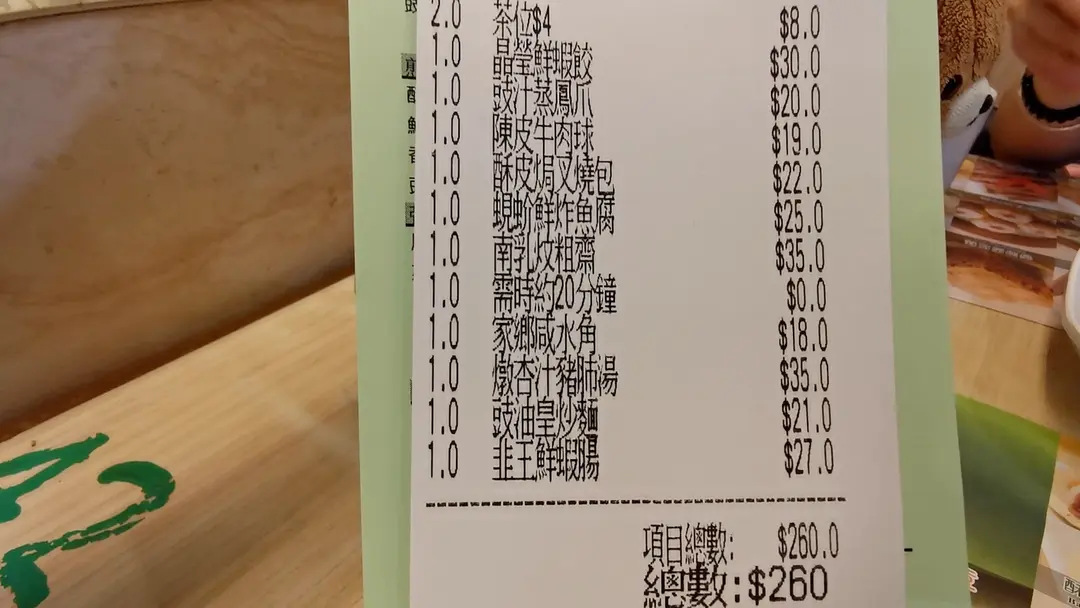 2.0 茶位$4 $8.0
1.0 晶瑩鮮蝦餃 $30.0
1.0 豉汁蒸鳳爪 $20.0
1.0 陳皮牛肉球 $19.0
1.0 酥皮焗叉燒包 $22.0
1.0 蜆蚧鮮炸魚腐 $25.0
1.0 南乳炆粗齋 $35.0
1.0 需時約20分鐘 $0.0
1.0 家鄉咸水角 $18.0
1.0 燉杏汁豬肺湯 $35.0
1.0 豉油皇炒麵 $21.0
1.0 韭王鮮蝦腸 $27.0
項目總數: $260.0
總數:$260